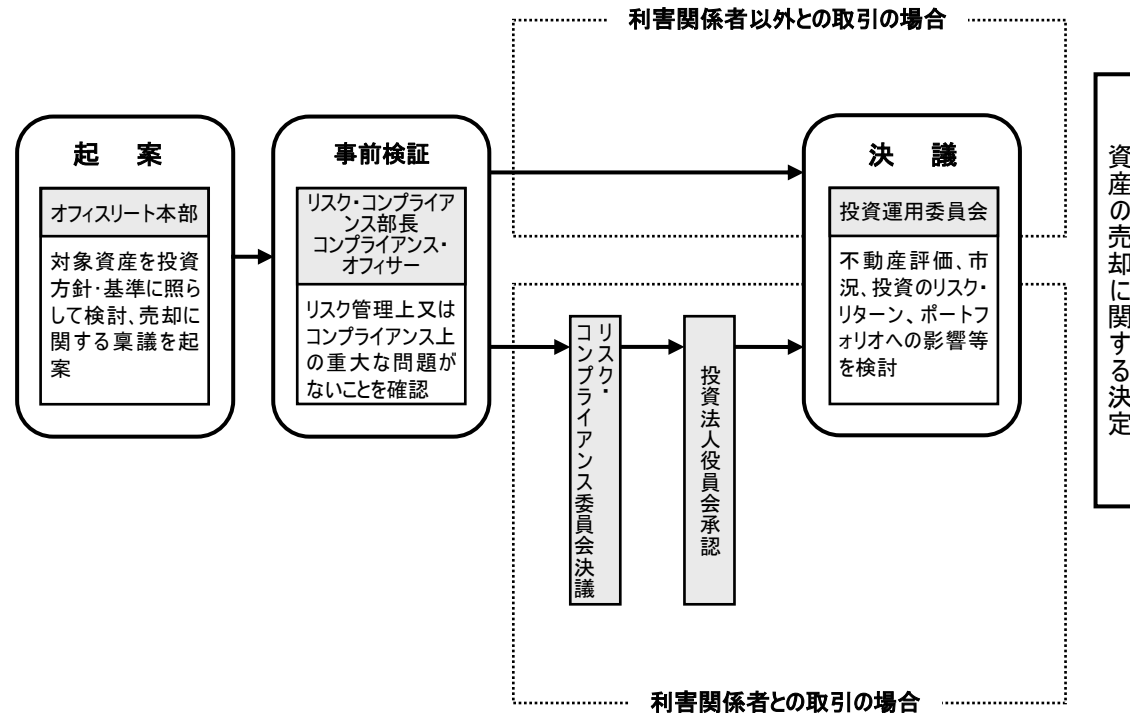 利害関係者以外との取引の場合
起　案
オフィスリート本部
対象資産を投資
方針・基準に照ら
して検討、売却に
関する稟議を起
案
事前検証
リスク・コンプライア
ンス部長
コンプライアンス・
オフィサー
リスク管理上又は
コンプライアンス上
の重大な問題が
ないことを確認
リスク・
コンプライアンス委員会決議
投資法人役員会承認
決　議
投資運用委員会
不動産評価、市
況、投資のリスク・
リターン、ポートフ
ォリオへの影響等
を検討
資産の売却に関する決定
利害関係者との取引の場合